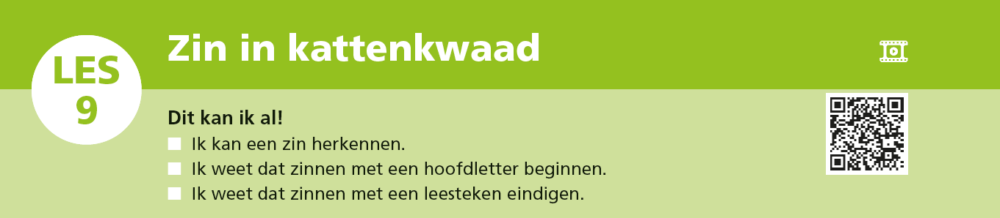 LES
9
Zin in kattenkwaad
Dit kan ik al!
Ik kan een zin herkennen.
Ik weet dat zinnen met een hoofdletter beginnen.
Ik weet dat zinnen met een leesteken eindigen.